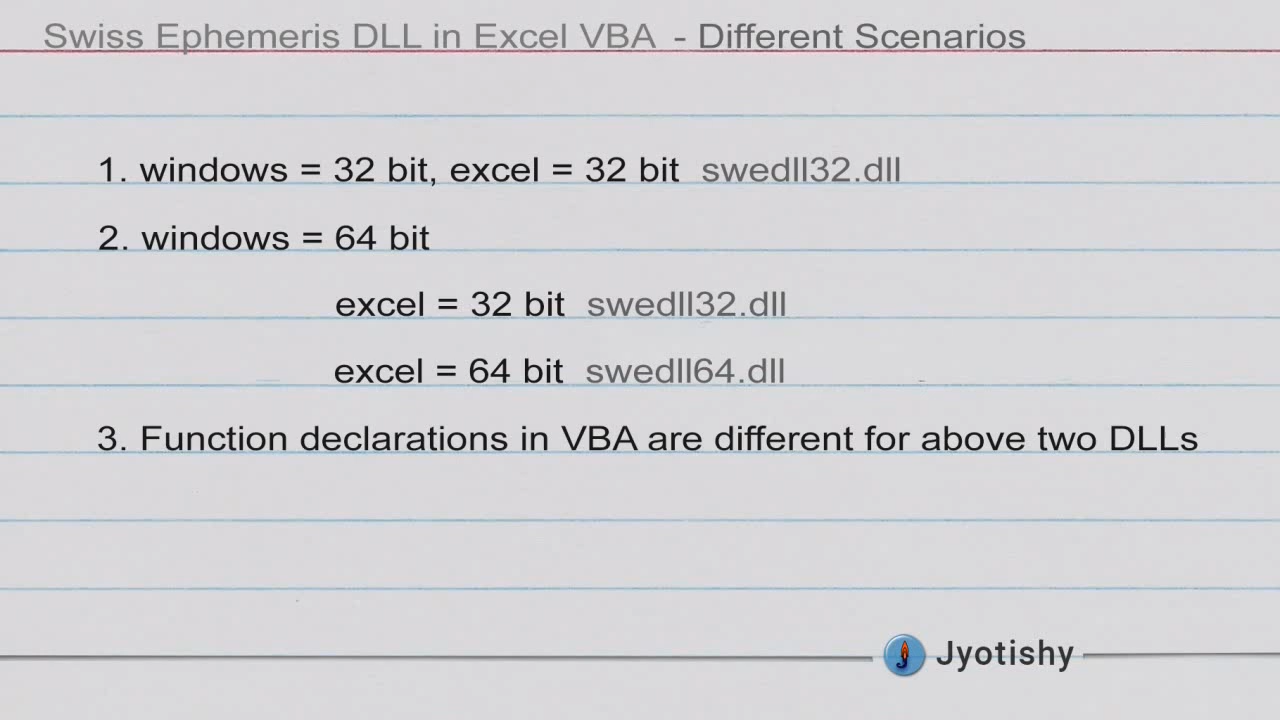 Swiss Ephemeris DLL in Excel VBA - Different Scenarios
1. windows = 32 bit, excel = 32 bit swedll32.dll
2. windows = 64 bit
excel = 32 bit swedll32.dll
excel = 64 bit swedll64.dll
3. Function declarations in VBA are different for above two DLLs
Jyotishy